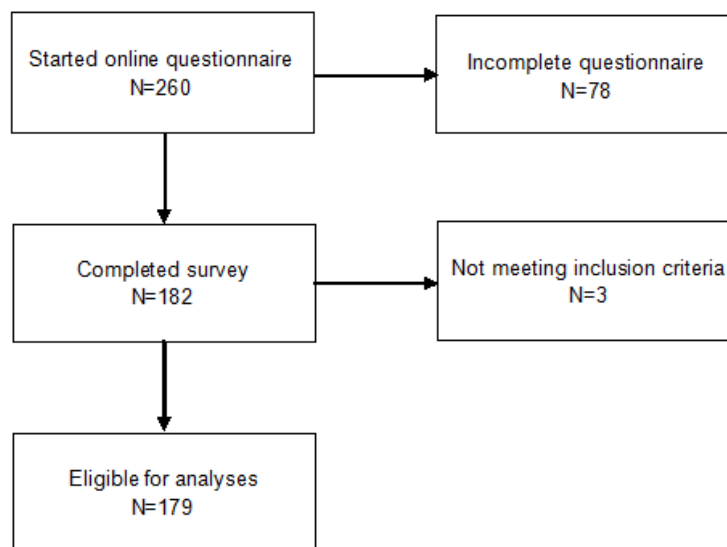 Started online questionnaire
N=260
Incomplete questionnaire
N=78
Completed survey
N=182
Not meeting inclusion criteria
N=3
Eligible for analyses
N=179